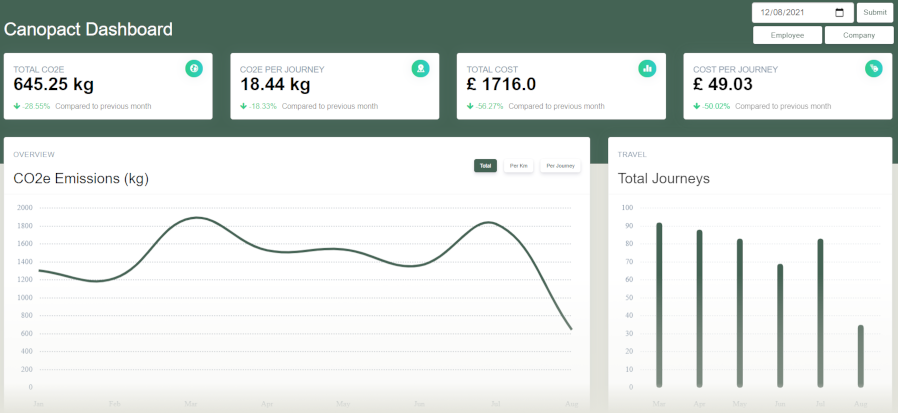 12/08/2021 Submit
Canopact Dashboard
Employee Company
TOTAL CO2E
645.25 kg
-28.55% Compared to previous month
CO2E PER JOURNEY
18.44 kg
-18.33% Compared to previous month
TOTAL COST
£ 1716.0
-56.27% Compared to previous month
COST PER JOURNEY
£ 49.03
-50.02% Compared to previous month
OVERVIEW
CO2e Emissions (kg)
Total Per Km Per Journey
2000
1800
1600
1400
1200
1000
800
600
400
200
0
Jan Feb Mar Apr May Jun Jul Aug
TRAVEL
Total Journeys
100
90
80
70
60
50
40
30
20
10
0
Mar Apr May Jun Jul Aug